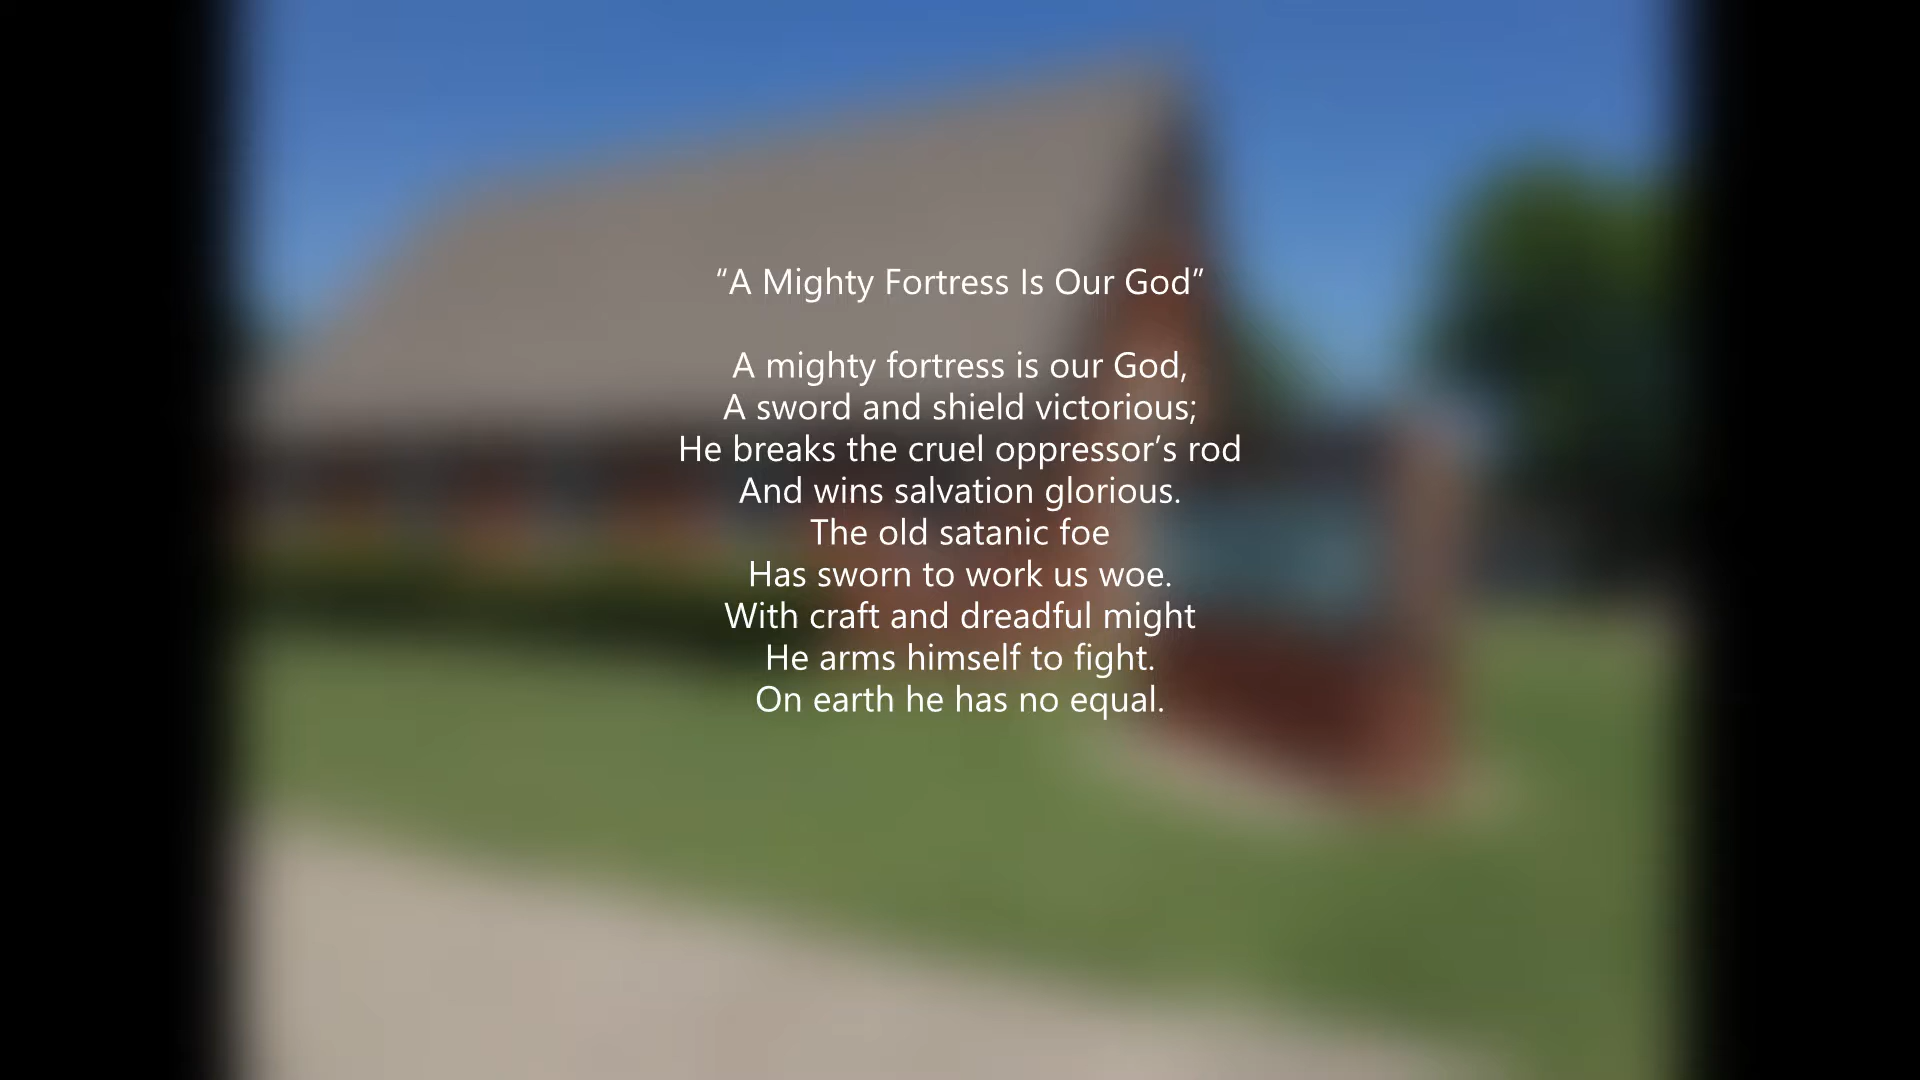 “A Mighty Fortress Is Our God”
A mighty fortress is our God,
A sword and shield victorious;
He breaks the cruel oppressor’s rod
And wins salvation glorious.
The old satanic foe
Has sworn to work us woe.
With craft and dreadful might
He arms himself to fight.
On earth he has no equal.